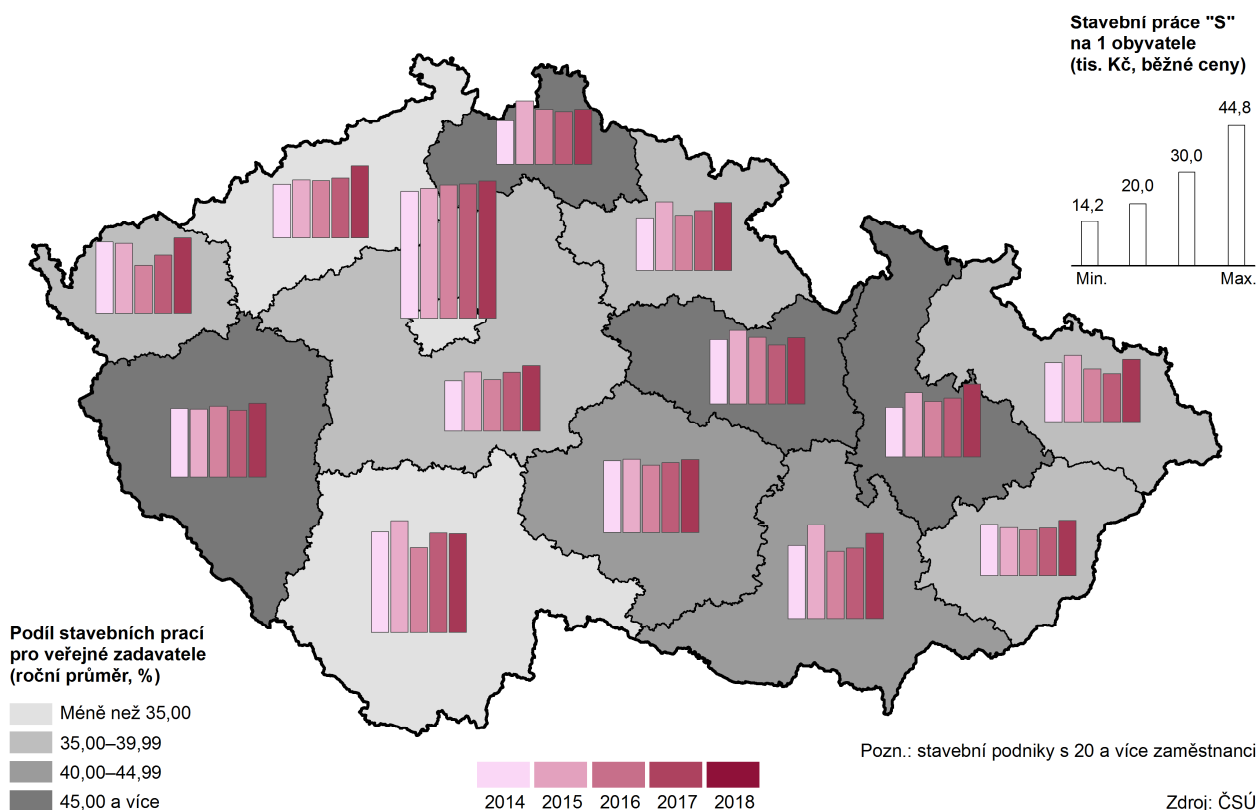 Stavební práce "S"
na 1 obyvatele
(tis. Kč, běžné ceny)
44,8
30,0
20,0
14,2
Min.
Max.
Podíl stavebních prací
pro veřejné zadavatele
(roční průměr, %)
Méně než 35,00
35,00–39,99
40,00–44,99
45,00 a více
2014 2015 2016 2017 2018
Pozn.: stavební podniky s 20 a více zaměstnanci
Zdroj: ČSÚ